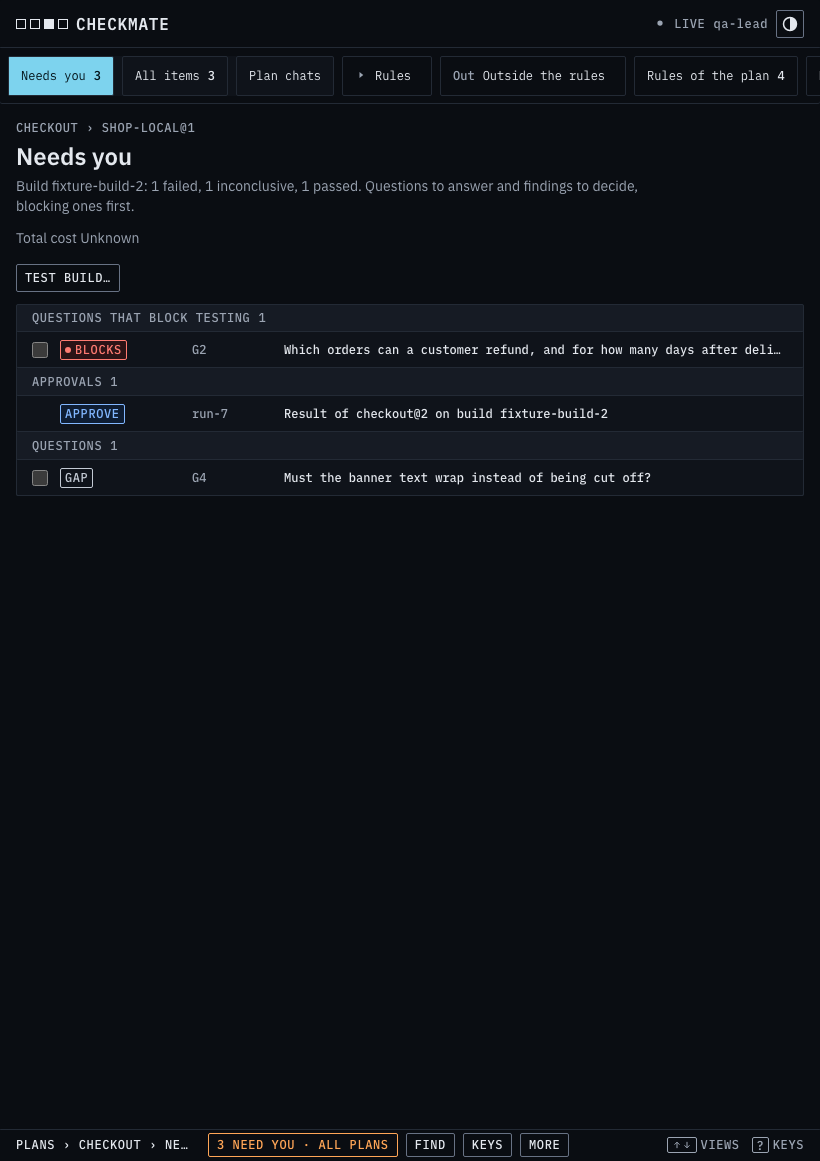 CHECKMATE
LIVE qa-lead
Needs you 3
All items 3
Plan chats
Rules
Out Outside the rules
Rules of the plan 4
CHECKOUT › SHOP-LOCAL@1
Needs you
Build fixture-build-2: 1 failed, 1 inconclusive, 1 passed. Questions to answer and findings to decide,
blocking ones first.
Total cost Unknown
TEST BUILD…
QUESTIONS THAT BLOCK TESTING 1
BLOCKS G2 Which orders can a customer refund, and for how many days after deli…
APPROVALS 1
APPROVE run-7 Result of checkout@2 on build fixture-build-2
QUESTIONS 1
GAP G4 Must the banner text wrap instead of being cut off?
PLANS › CHECKOUT › NE…
3 NEED YOU · ALL PLANS
FIND
KEYS
MORE
↑↓ VIEWS
? KEYS